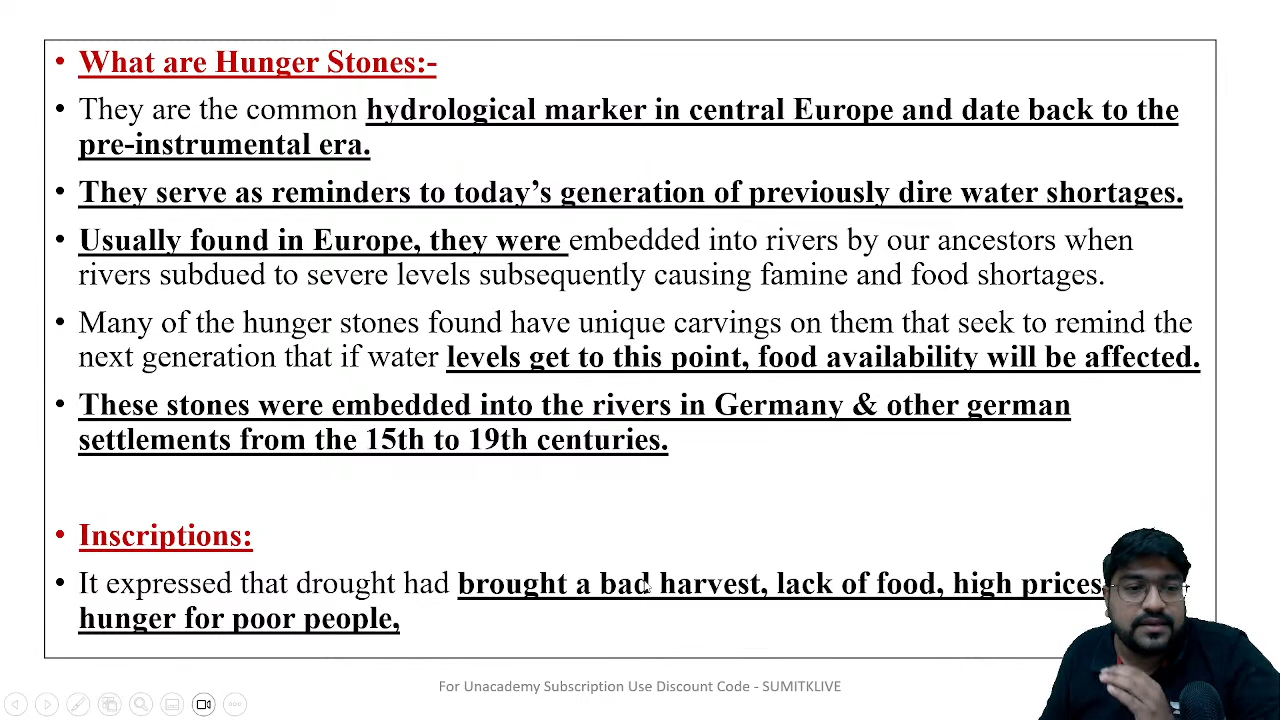 • What are Hunger Stones:-
• They are the common hydrological marker in central Europe and date back to the
pre-instrumental era.
• They serve as reminders to today’s generation of previously dire water shortages.
• Usually found in Europe, they were embedded into rivers by our ancestors when
rivers subdued to severe levels subsequently causing famine and food shortages.
• Many of the hunger stones found have unique carvings on them that seek to remind the
next generation that if water levels get to this point, food availability will be affected.
• These stones were embedded into the rivers in Germany & other german
settlements from the 15th to 19th centuries.
• Inscriptions:
• It expressed that drought had brought a bad harvest, lack of food, high prices
hunger for poor people,
For Unacademy Subscription Use Discount Code - SUMITKLIVE